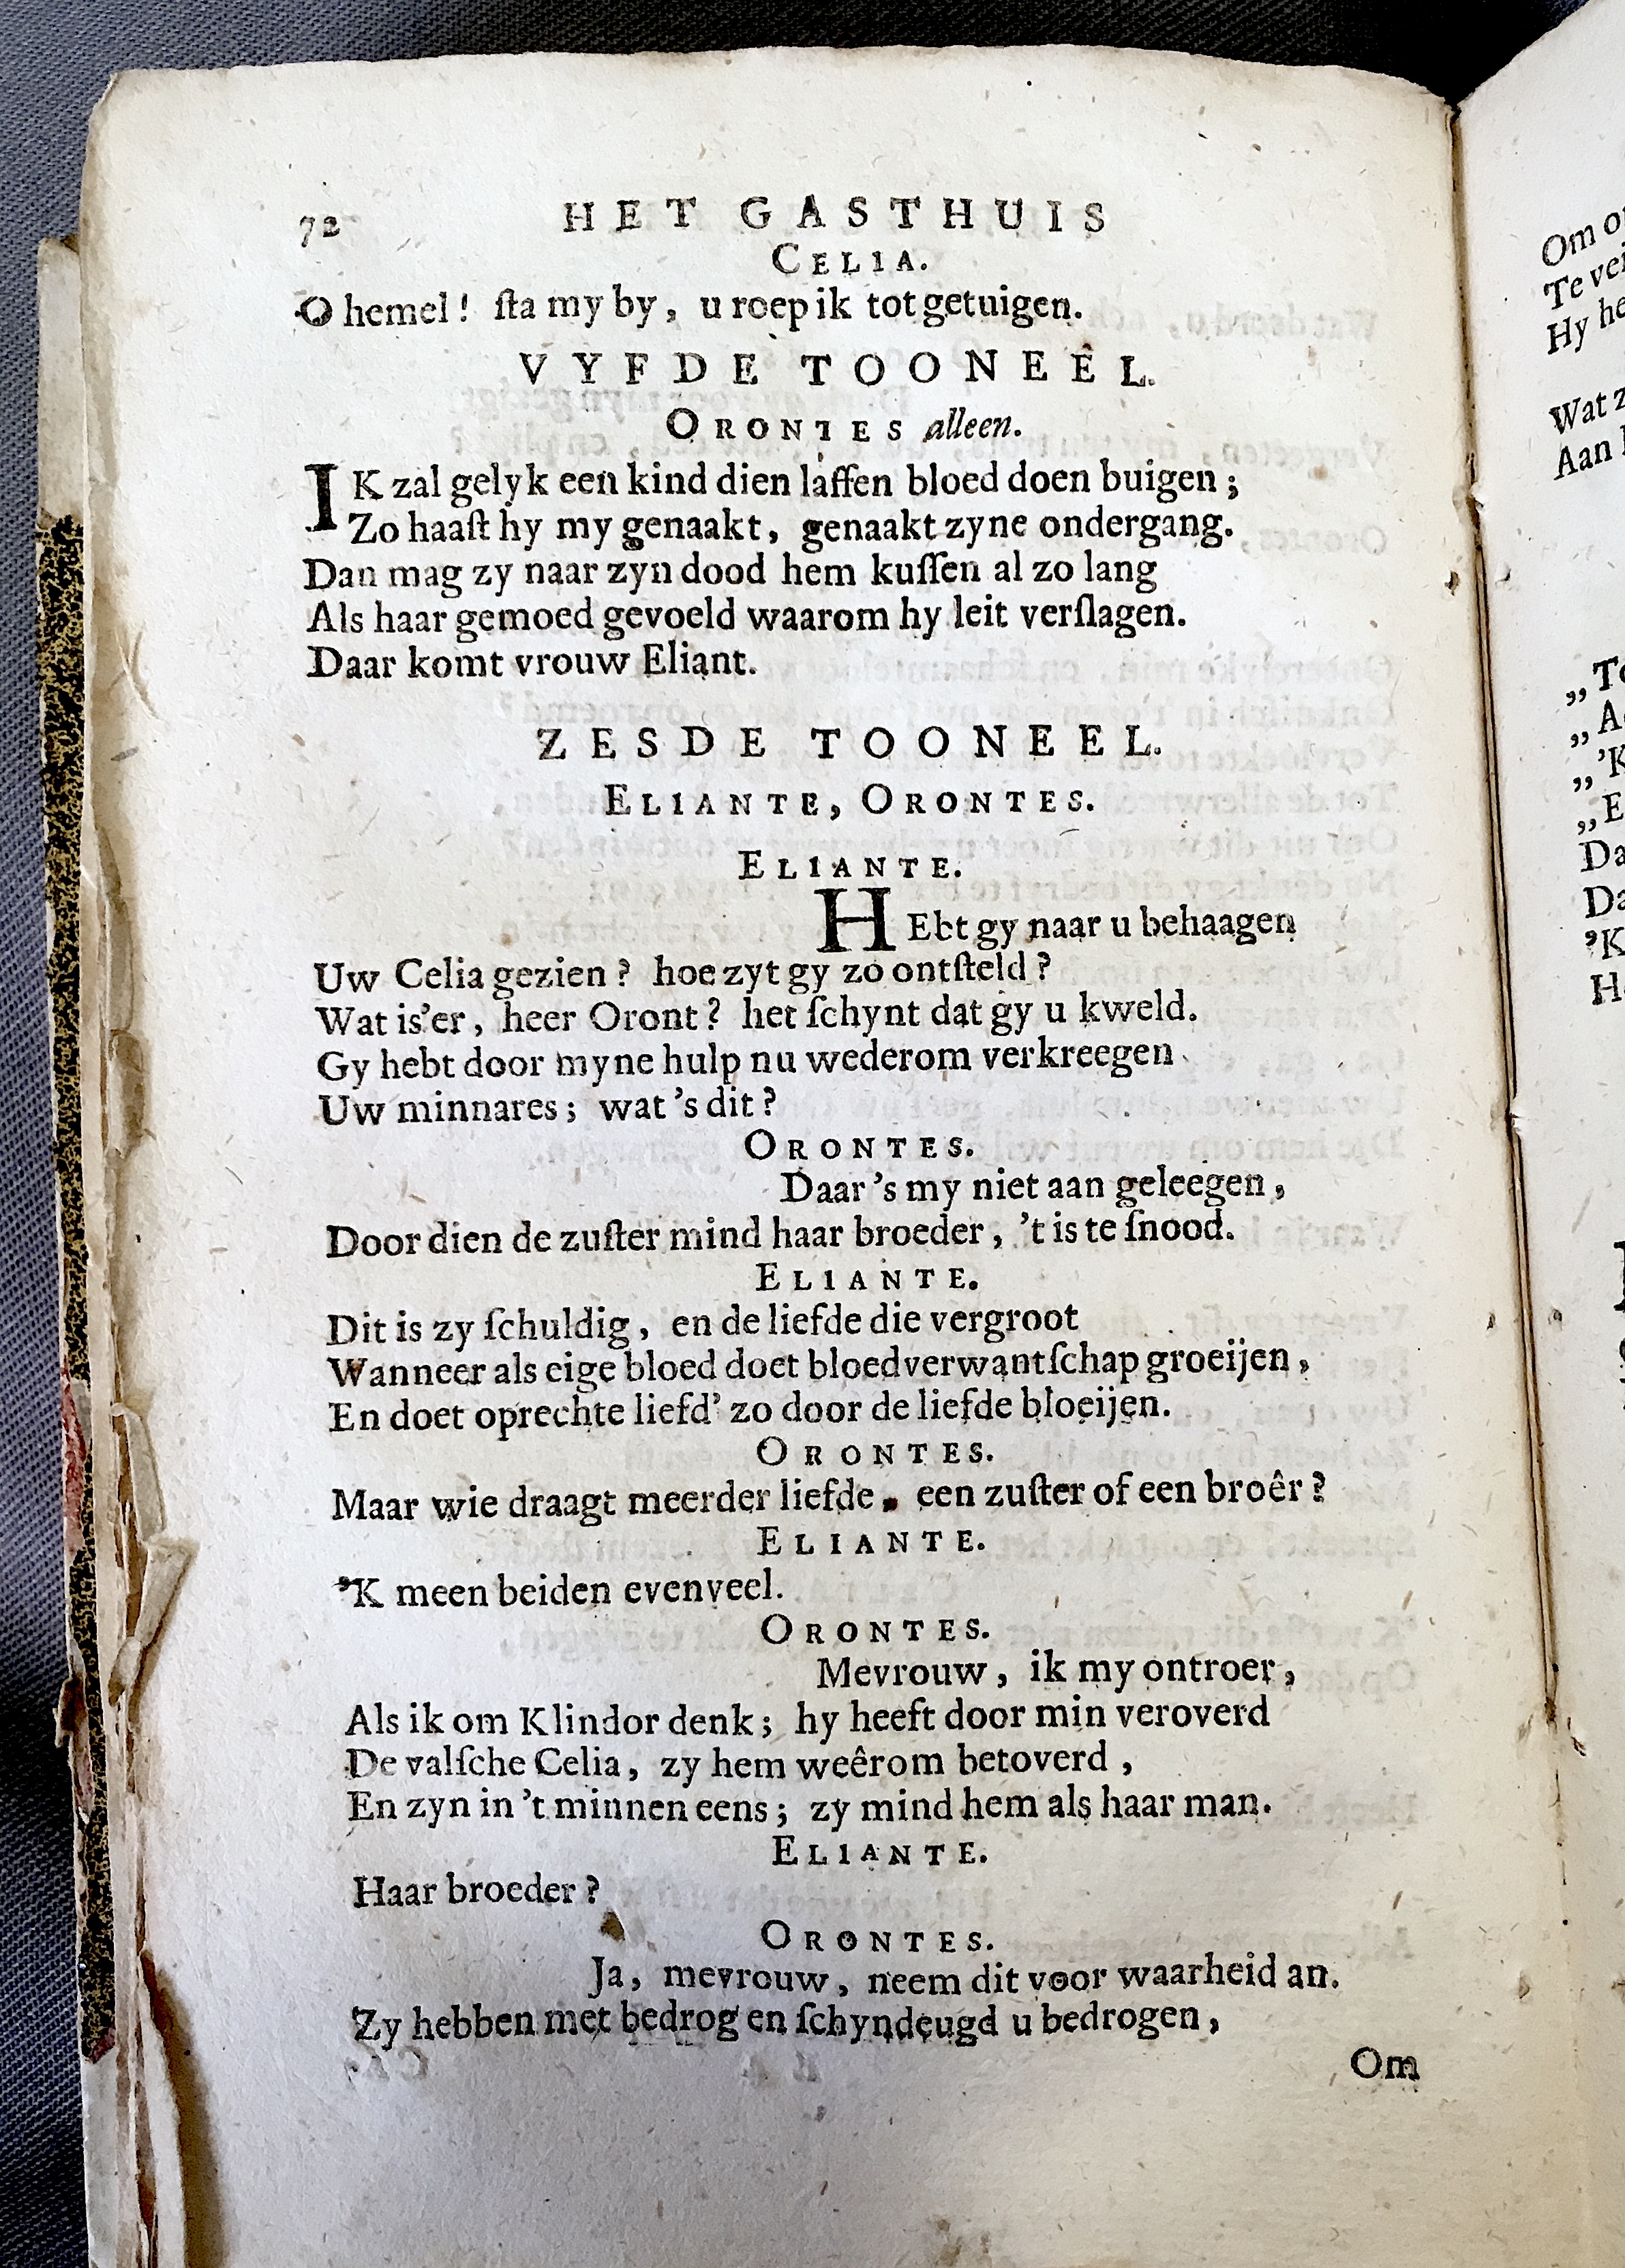 72 HET GASTHUIS
CELIA.
O hemel! ſta my by, u roep ik tot getuigen.
VYFDE TOONEEL.
ORONTES alleen.
IK zal gelyk een kind dien laffen bloed doen buigen;
Zo haaſt hy my genaakt, genaakt zyne ondergang.
Dan mag zy naar zyn dood hem kuſſen al zo lang
Als haar gemoed gevoeld waarom hy leit verſlagen.
Daar komt vrouw Eliant.
ZESDE TOONEEL.
ELIANTE, ORONTES.
ELIANTE.
HEbt gy naar u behaagen
Uw Celia gezien? hoe zyt gy zo ontſteld?
Wat is'er, heer Oront? het ſchynt dat gy u kweld.
Gy hebt door myne hulp nu wederom verkreegen
Uw minnares; wat 's dit?
ORONTES.
Daar 's my niet aan geleegen,
Door dien de zuſter mind haar broeder, 't is te ſnood.
ELIANTE.
Dit is zy ſchuldig, en de liefde die vergroot
Wanneer als eige bloed doet bloedverwantſchap groeijen,
En doet oprechte liefd' zo door de liefde bloeijen.
ORONTES.
Maar wie draagt meerder liefde, een zuſter of een broêr?
ELIANTE.
'K meen beiden evenveel.
ORONTES.
Mevrouw, ik my ontroer,
Als ik om Klindor denk; hy heeft door min veroverd
De valſche Celia, zy hem weêrom betoverd,
En zyn in 't minnen eens; zy mind hem als haar man.
ELIANTE.
Haar broeder?
ORONTES.
Ja, mevrouw, neem dit voor waarheid an.
Zy hebben met bedrog en ſchyndeugd u bedrogen,
Om
Om
Te
Hy
Wat
Aan
„
„
„'K
„
'K